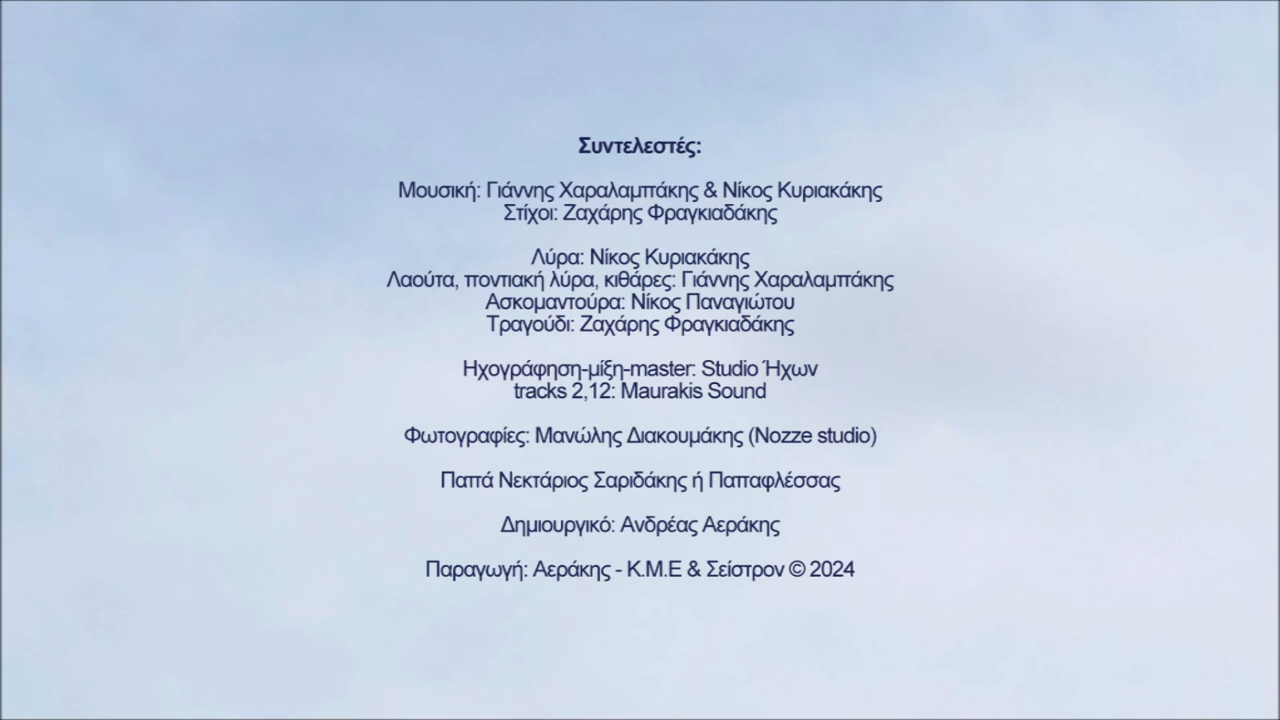 Συντελεστές:
Μουσική: Γιάννης Χαραλαμπάκης & Νίκος Κυριακάκης
Στίχοι: Ζαχάρης Φραγκιαδάκης
Λύρα: Νίκος Κυριακάκης
Λαούτα, ποντιακή λύρα, κιθάρες: Γιάννης Χαραλαμπάκης
Ασκομαντούρα: Νίκος Παναγιώτου
Τραγούδι: Ζαχάρης Φραγκιαδάκης
Ηχογράφηση-μίξη-master: Studio Ήχων
tracks 2,12: Maurakis Sound
Φωτογραφίες: Μανώλης Διακουμάκης (Nozze studio)
Παπά Νεκτάριος Σαριδάκης ή Παπαφλέσσας
Δημιουργικό: Ανδρέας Αεράκης
Παραγωγή: Αεράκης - Κ.Μ.Ε & Σείστρον © 2024